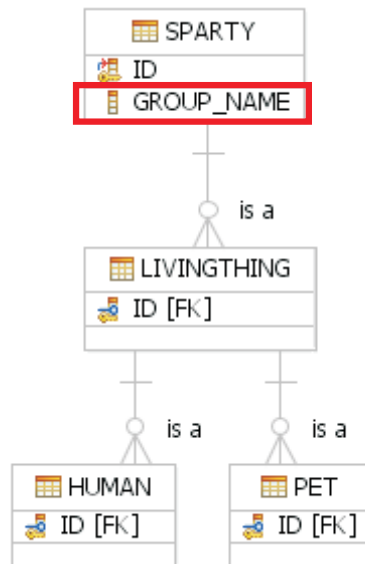 SPARTY
ID
GROUP_NAME
is a
LIVINGTHING
ID [FK]
is a
is a
HUMAN
PET
ID [FK]
ID [FK]